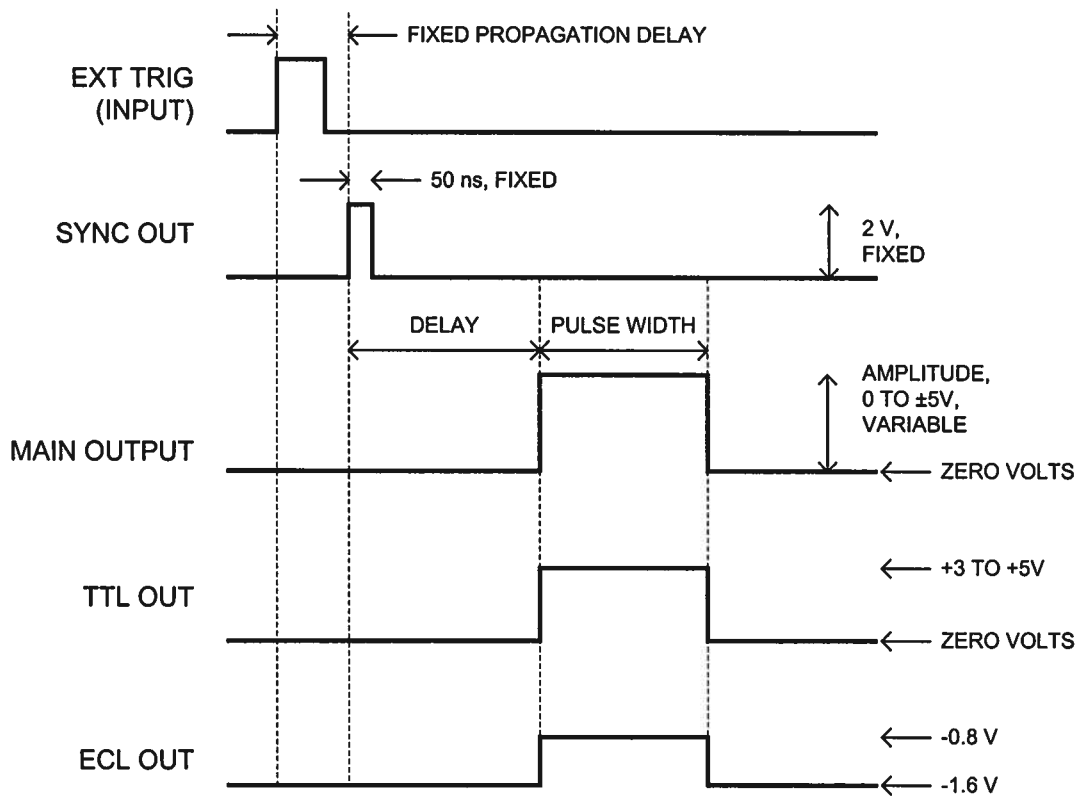 FIXED PROPAGATION DELAY
EXT TRIG
(INPUT)
50 ns, FIXED
SYNC OUT
2 V,
FIXED
DELAY
PULSE WIDTH
AMPLITUDE,
0 TO ±5V,
VARIABLE
MAIN OUTPUT
ZERO VOLTS
+3 TO +5V
TTL OUT
ZERO VOLTS
-0.8 V
ECL OUT
-1.6 V